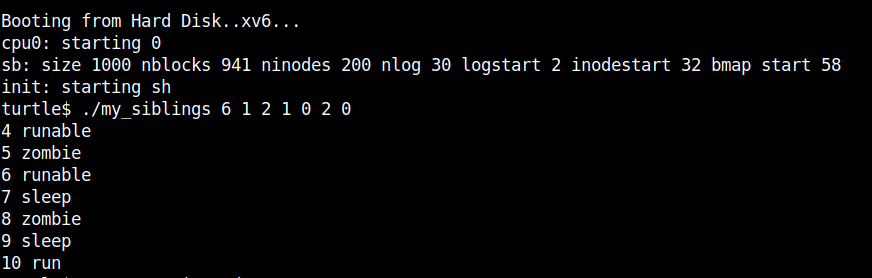 Booting from Hard Disk..xv6...
cpu0: starting 0
sb: size 1000 nblocks 941 ninodes 200 nlog 30 logstart 2 inodestart 32 bmap start 58
init: starting sh
turtle$ ./my_siblings 6 1 2 1 0 2 0
4 runable
5 zombie
6 runable
7 sleep
8 zombie
9 sleep
10 run